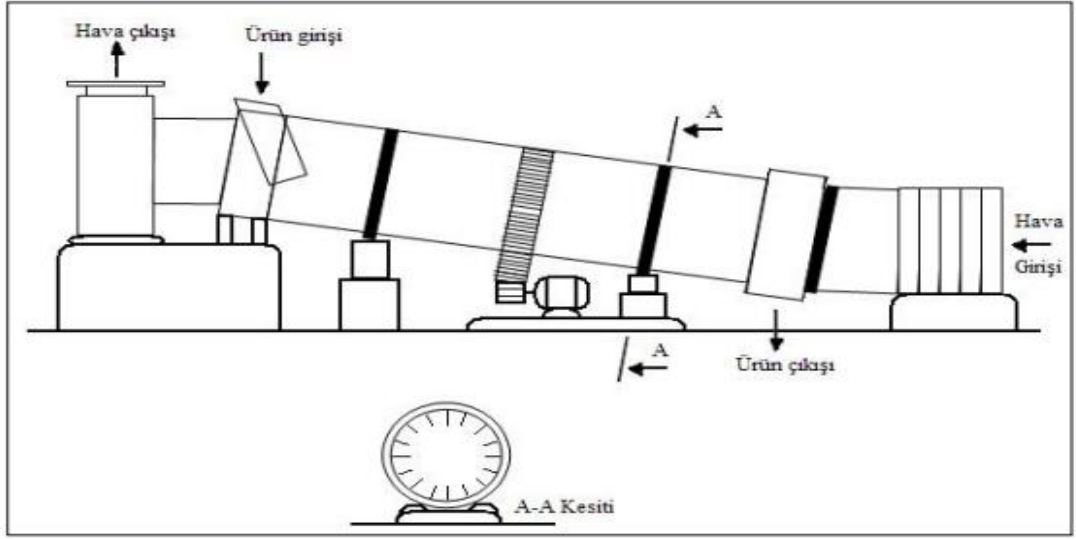 Hava çıkışı
Ürün girişi
A
Hava
Girişi
A
Ürün çıkışı
A-A Kesiti